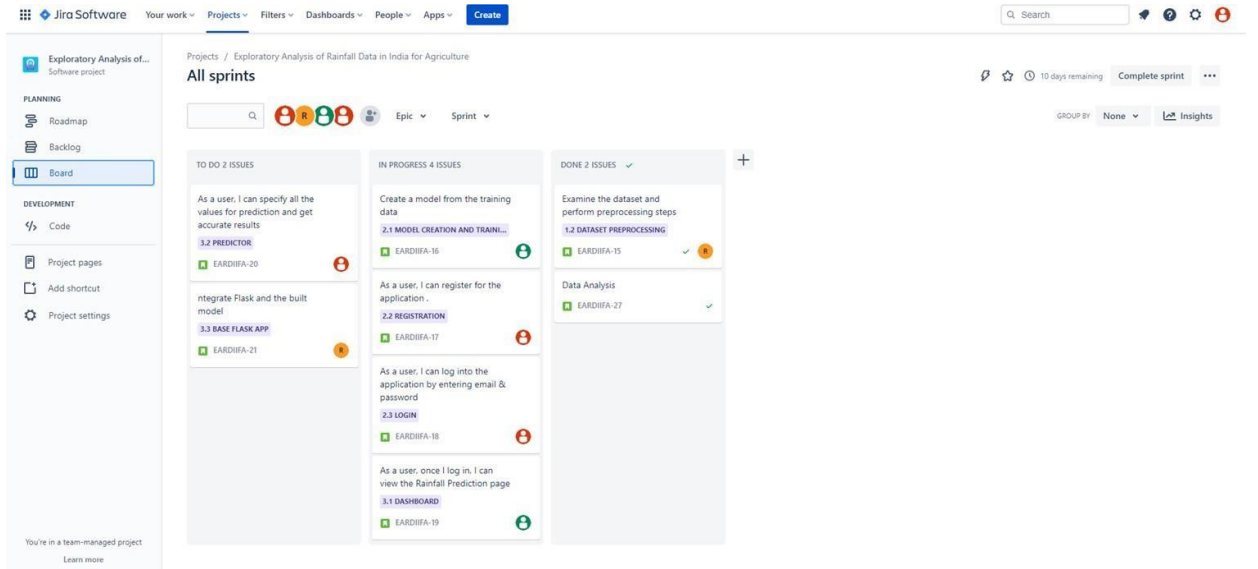 Jira Software Your work Projects Filters Dashboards People Apps Create Search
Exploratory Analysis of...
Software project
PLANNING
Roadmap
Backlog
Board
DEVELOPMENT
Code
Project pages
Add shortcut
Project settings
You're in a team-managed project
Learn more
Projects / Exploratory Analysis of Rainfall Data in India for Agriculture
All sprints
10 days remaining Complete sprint
R Epic Sprint
GROUP BY None Insights
TO DO 2 ISSUES
As a user, I can specify all the
values for prediction and get
accurate results
3.2 PREDICTOR
EARDIIFA-20
ntegrate Flask and the built
model
3.3 BASE FLASK APP
EARDIIFA-21 R
IN PROGRESS 4 ISSUES
Create a model from the training
data
2.1 MODEL CREATION AND TRAINI...
EARDIIFA-16
As a user, I can register for the
application .
2.2 REGISTRATION
EARDIIFA-17
As a user, I can log into the
application by entering email &
password
2.3 LOGIN
EARDIIFA-18
As a user, once I log in, I can
view the Rainfall Prediction page
3.1 DASHBOARD
EARDIIFA-19
DONE 2 ISSUES
Examine the dataset and
perform preprocessing steps
1.2 DATASET PREPROCESSING
EARDIIFA-15 R
Data Analysis
EARDIIFA-27